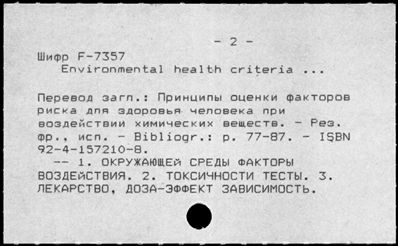 - 2 -
Шифр F-7357
Environmental health criteria ...
Перевод загл.: Принципы оценки факторов
риска для здоровья человека при
воздействии химических веществ. - Рез.
фр., исп. - Bibliogr.: p. 77-87. - ISBN
92-4-157210-8.
-- 1. ОКРУЖАЮЩЕЙ СРЕДЫ ФАКТОРЫ
ВОЗДЕЙСТВИЯ. 2. ТОКСИЧНОСТИ ТЕСТЫ. 3.
ЛЕКАРСТВО, ДОЗА-ЭФФЕКТ ЗАВИСИМОСТЬ.